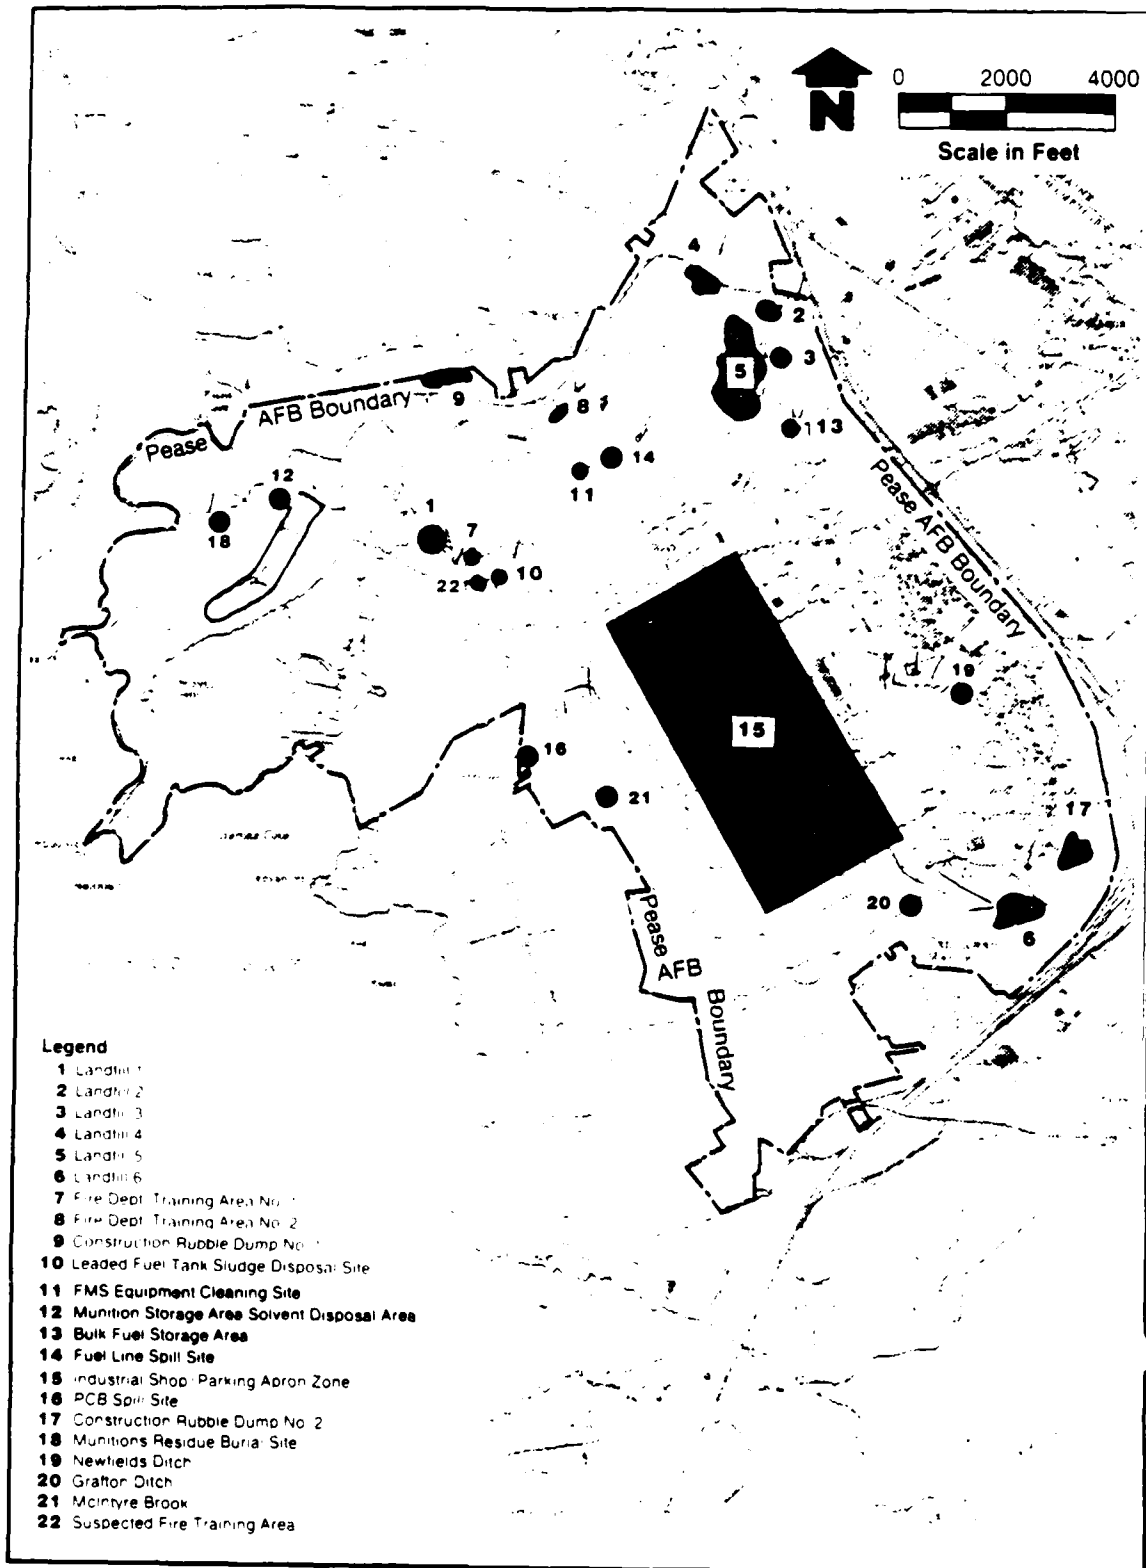 N
0 2000 4000
Scale in Feet
4
2
3
5
13
9
8
14
11
Pease AFB Boundary
12
18
1
7
10
22
Pease AFB Boundary
19
15
16
21
17
20
6
Pease AFB Boundary
Legend
1 Landfill 1
2 Landfill 2
3 Landfill 3
4 Landfill 4
5 Landfill 5
6 Landfill 6
7 Fire Dept. Training Area No. 1
8 Fire Dept. Training Area No. 2
9 Construction Rubble Dump No. 1
10 Leaded Fuel Tank Sludge Disposal Site
11 FMS Equipment Cleaning Site
12 Munition Storage Area Solvent Disposal Area
13 Bulk Fuel Storage Area
14 Fuel Line Spill Site
15 Industrial Shop/Parking Apron Zone
16 PCB Spill Site
17 Construction Rubble Dump No. 2
18 Munitions Residue Burial Site
19 Newfields Ditch
20 Grafton Ditch
21 McIntyre Brook
22 Suspected Fire Training Area